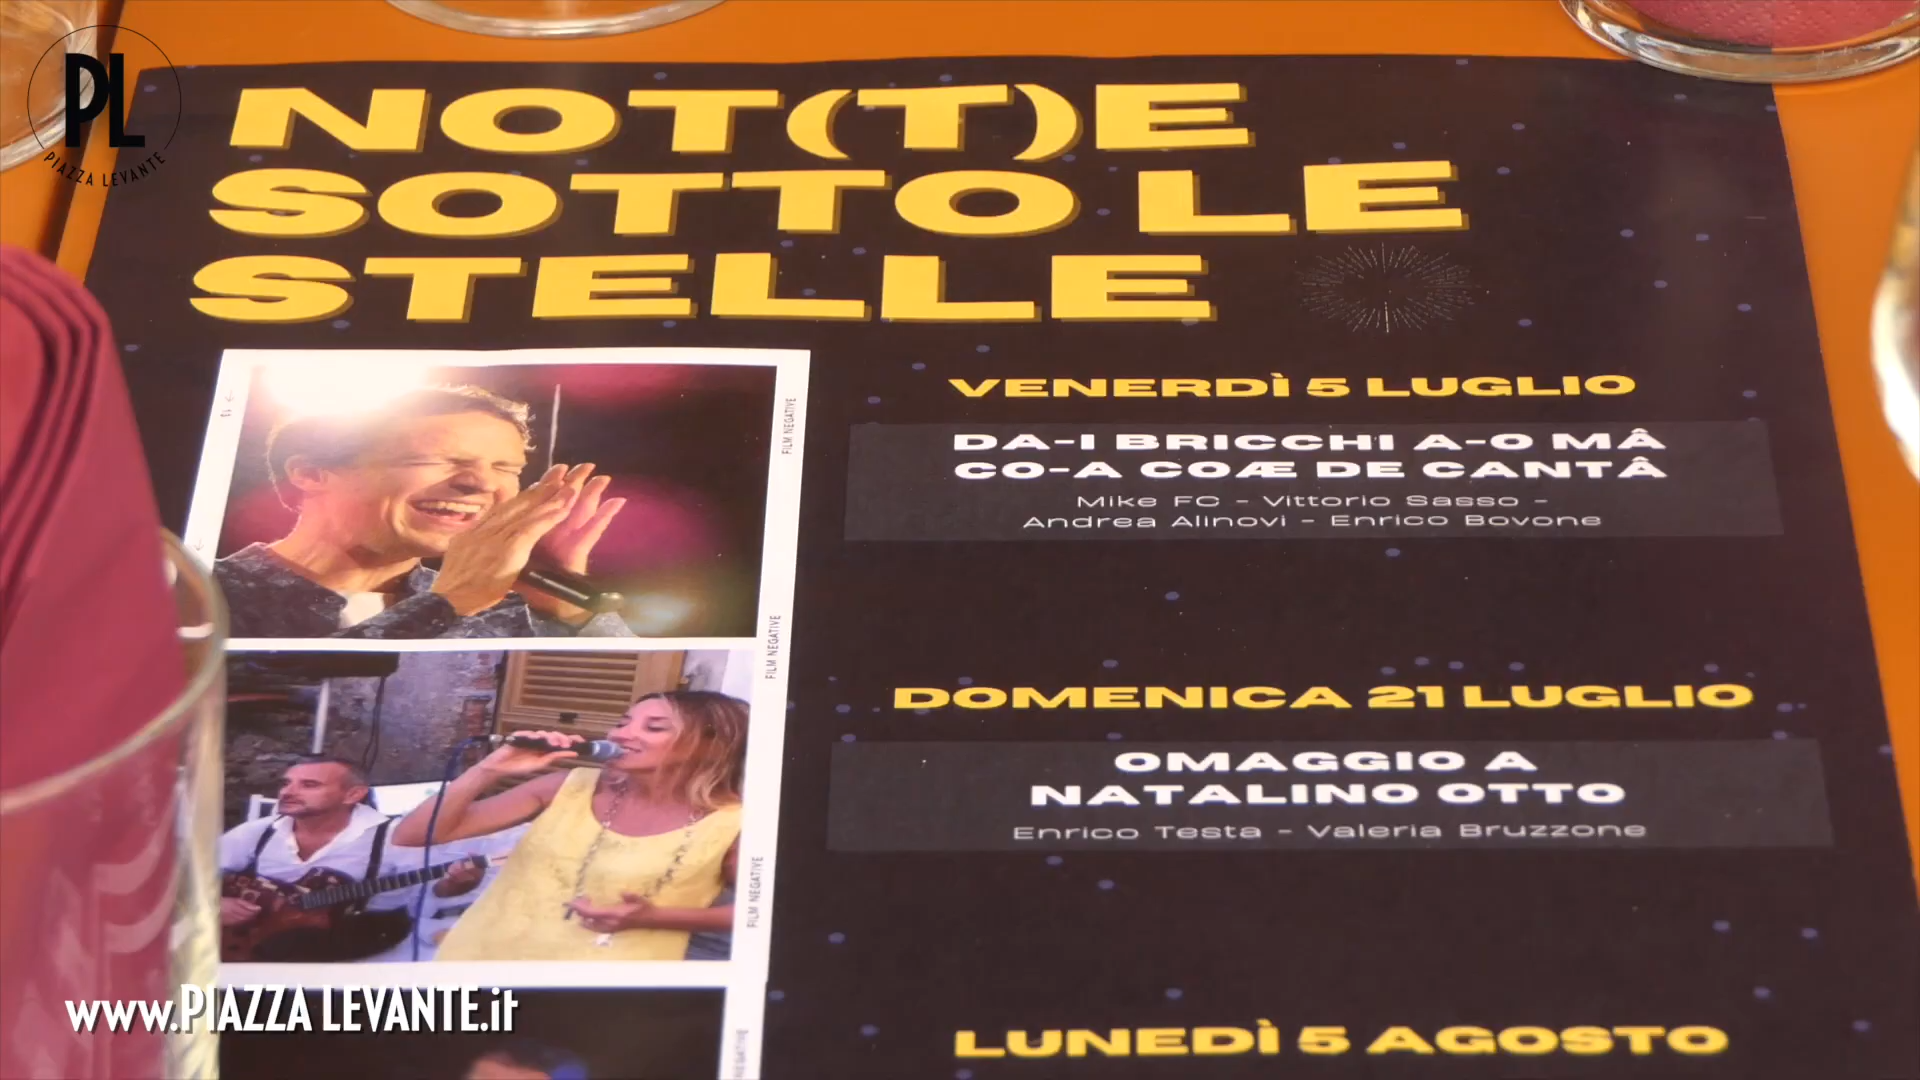 PL
PIAZZA LEVANTE
NOT(T)E
SOTTO LE
STELLE
VENERDÌ 5 LUGLIO
DA-I BRICCHI A-O MÂ
CO-A COÆ DE CANTÂ
Mike FC - Vittorio Sasso -
Andrea Alinovi - Enrico Bovone
DOMENICA 21 LUGLIO
OMAGGIO A
NATALINO OTTO
Enrico Testa - Valeria Bruzzone
LUNEDÌ 5 AGOSTO
FILM NEGATIVE
FILM NEGATIVE
FILM NEGATIVE
www.PIAZZA LEVANTE.it